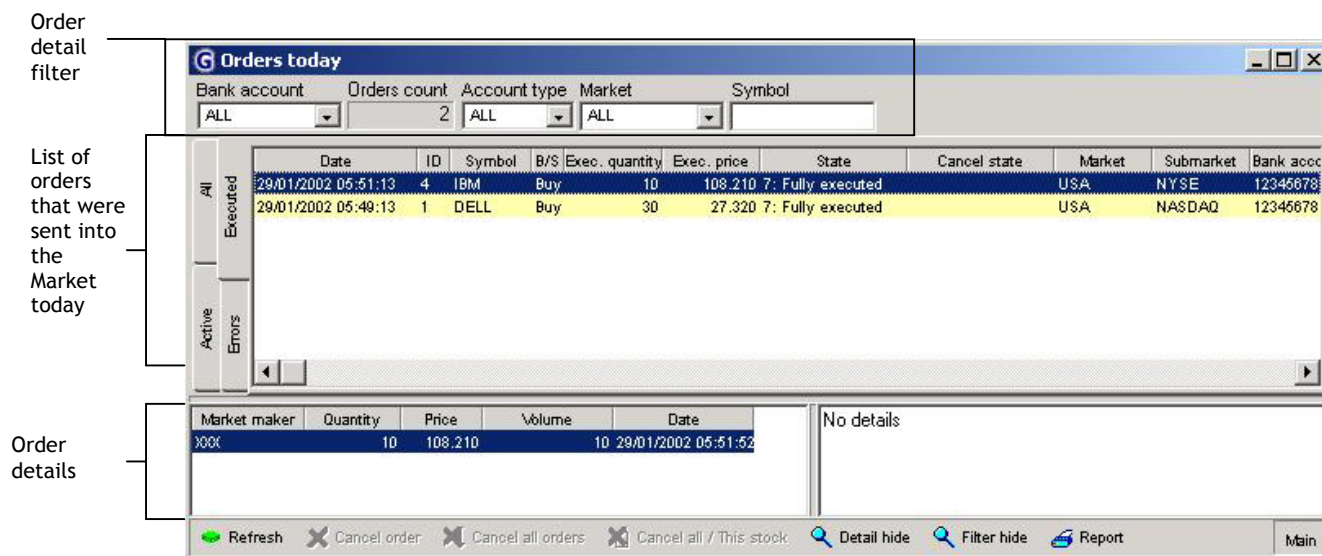 Order
detail
filter
G Orders today
Bank account Orders count Account type Market Symbol
ALL 2 ALL ALL
List of
orders
that were
sent into
the
Market
today
All
Executed
Active
Errors
Date ID Symbol B/S Exec. quantity Exec. price State Cancel state Market Submarket Bank acco
29/01/2002 05:51:13 4 IBM Buy 10 108.210 7: Fully executed USA NYSE 12345678
29/01/2002 05:49:13 1 DELL Buy 30 27.320 7: Fully executed USA NASDAQ 12345678
Order
details
Market maker Quantity Price Volume Date
XXX 10 108.210 10 29/01/2002 05:51:52
No details
Refresh Cancel order Cancel all orders Cancel all / This stock Detail hide Filter hide Report Main